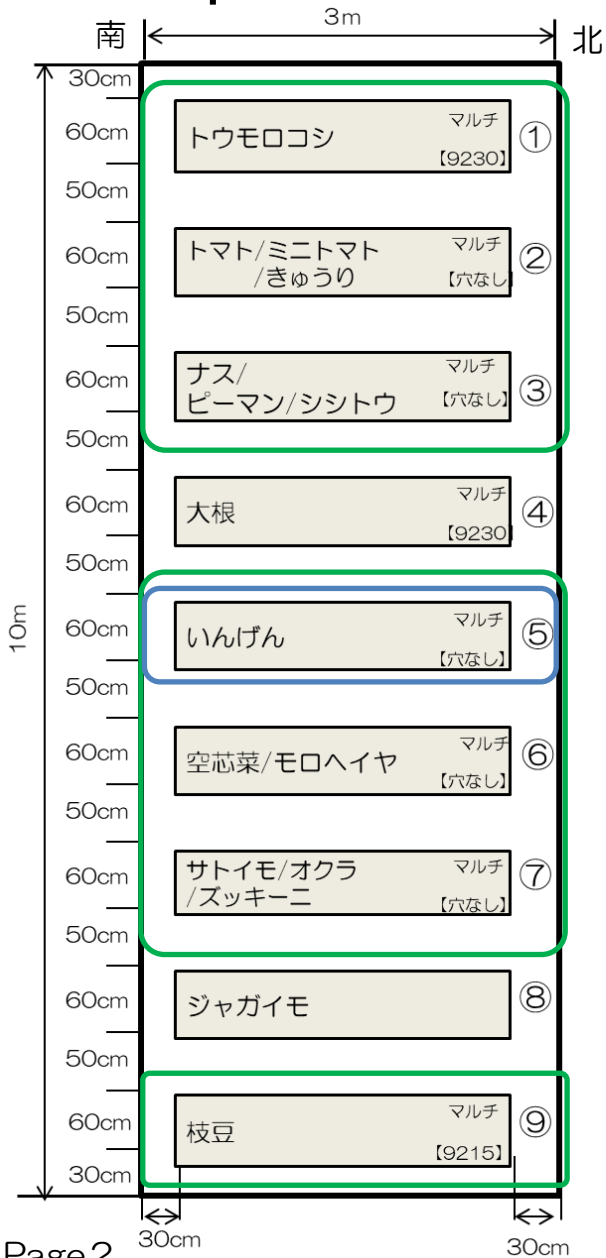 3m
南
北
30cm
60cm
トウモロコシ
マルチ
【9230】
①
50cm
60cm
トマト/ミニトマト
/きゅうり
マルチ
【穴なし】
②
50cm
60cm
ナス/
ピーマン/シシトウ
マルチ
【穴なし】
③
50cm
60cm
大根
マルチ
【9230】
④
50cm
10m
60cm
いんげん
マルチ
【穴なし】
⑤
50cm
60cm
空芯菜/モロヘイヤ
マルチ
【穴なし】
⑥
50cm
60cm
サトイモ/オクラ
/ズッキーニ
マルチ
【穴なし】
⑦
50cm
60cm
ジャガイモ
⑧
50cm
60cm
枝豆
マルチ
【9215】
⑨
30cm
30cm
30cm
Page2